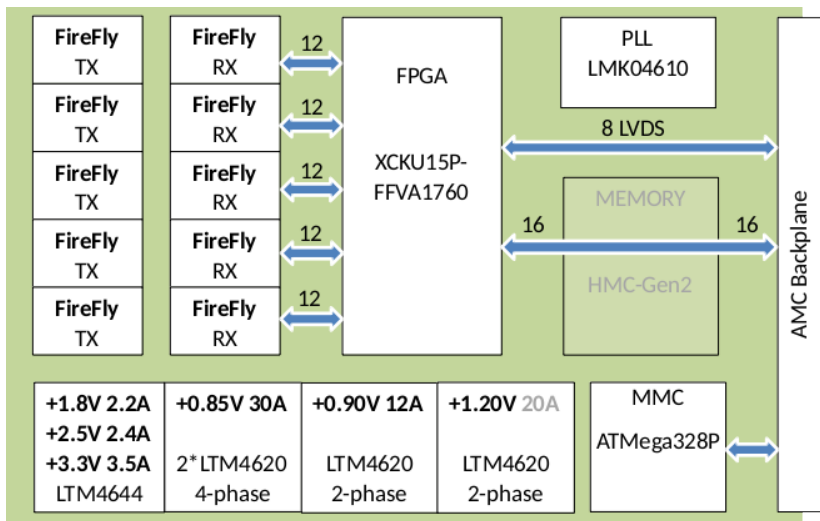 FireFly
TX
FireFly
RX
12
FireFly
TX
FireFly
RX
12
FireFly
TX
FireFly
RX
12
FireFly
TX
FireFly
RX
12
FireFly
TX
FireFly
RX
12
FPGA
XCKU15P-
FFVA1760
PLL
LMK04610
8 LVDS
MEMORY
16
16
HMC-Gen2
AMC Backplane
+1.8V 2.2A
+2.5V 2.4A
+3.3V 3.5A
LTM4644
+0.85V 30A
2*LTM4620
4-phase
+0.90V 12A
LTM4620
2-phase
+1.20V 20A
LTM4620
2-phase
MMC
ATMega328P